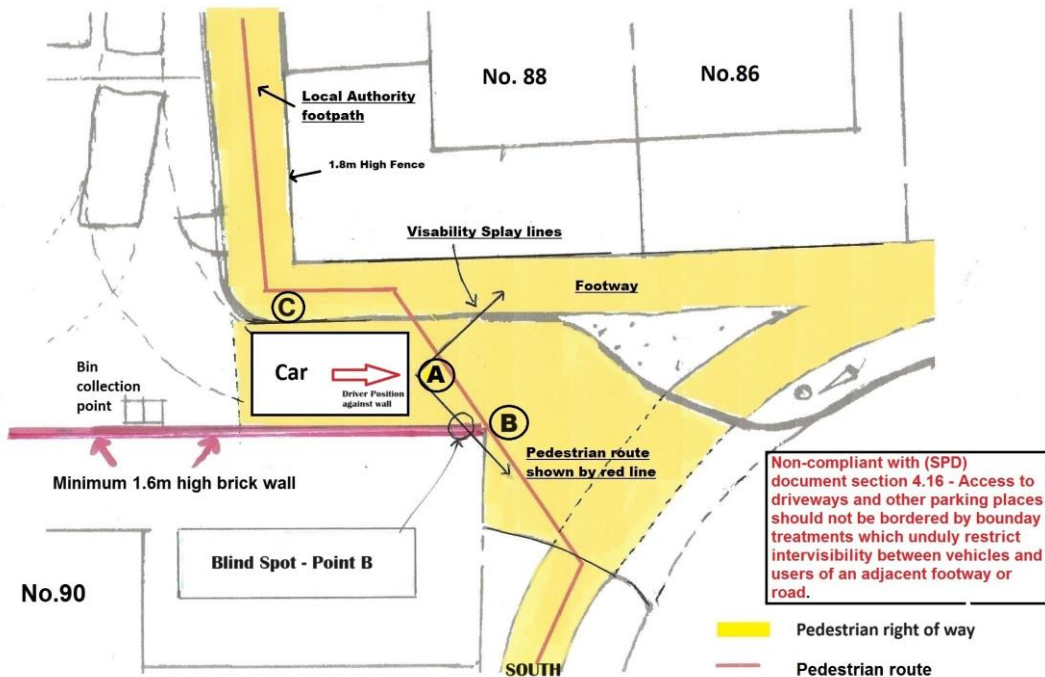 No. 88
No.86
Local Authority
footpath
1.8m High Fence
Visability Splay lines
Footway
C
Car
Driver Position
against wall
A
Bin
collection
point
B
Pedestrian route
shown by red line
Minimum 1.6m high brick wall
Non-compliant with (SPD)
document section 4.16 - Access to
driveways and other parking places
should not be bordered by bounday
treatments which unduly restrict
intervisibility between vehicles and
users of an adjacent footway or
road.
Blind Spot - Point B
No.90
Pedestrian right of way
SOUTH
Pedestrian route